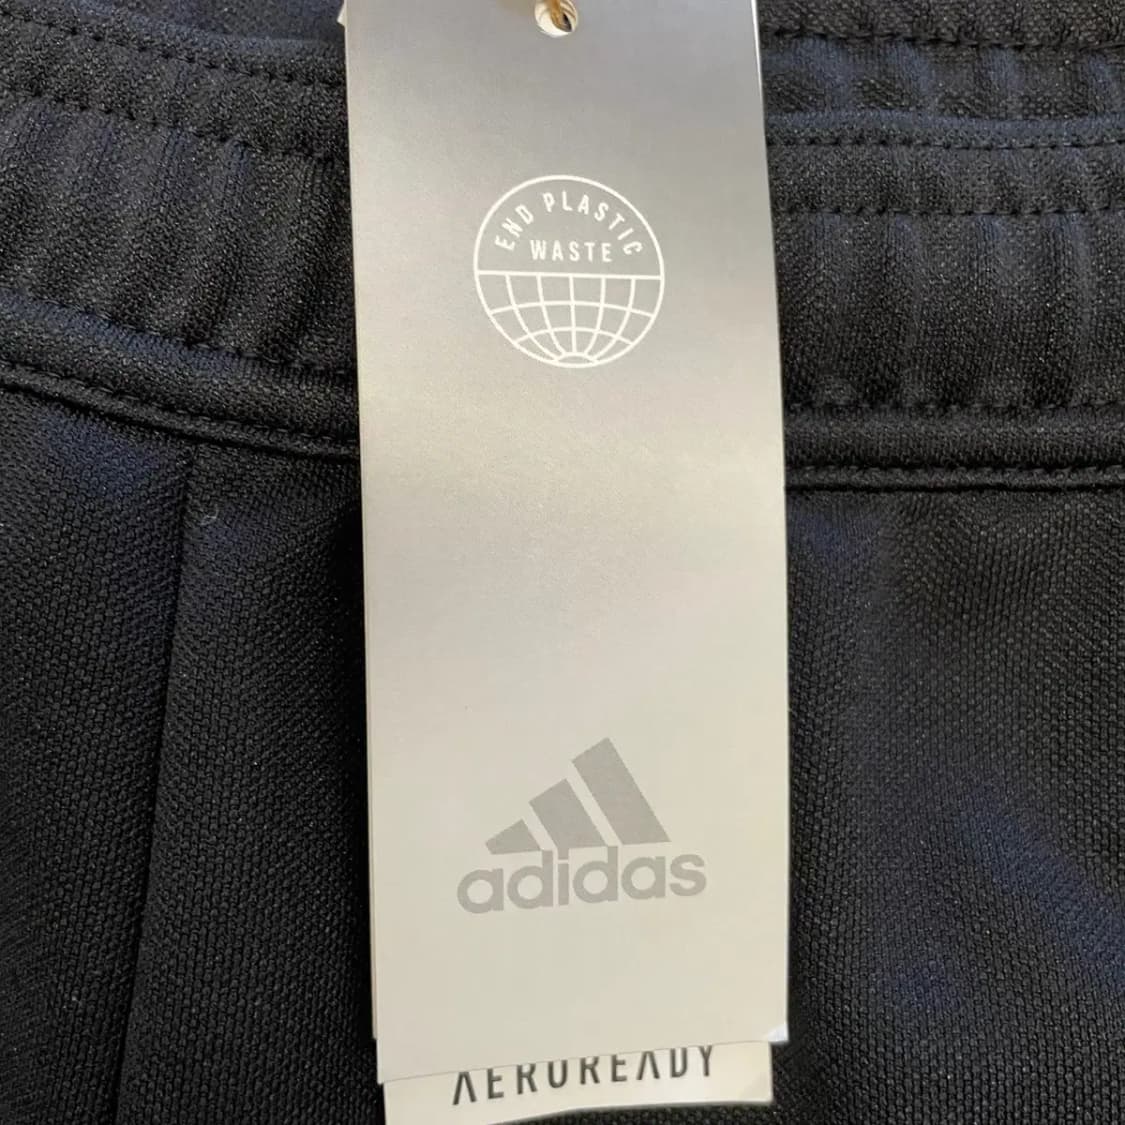 END PLASTIC
WASTE
adidas
AEROREADY